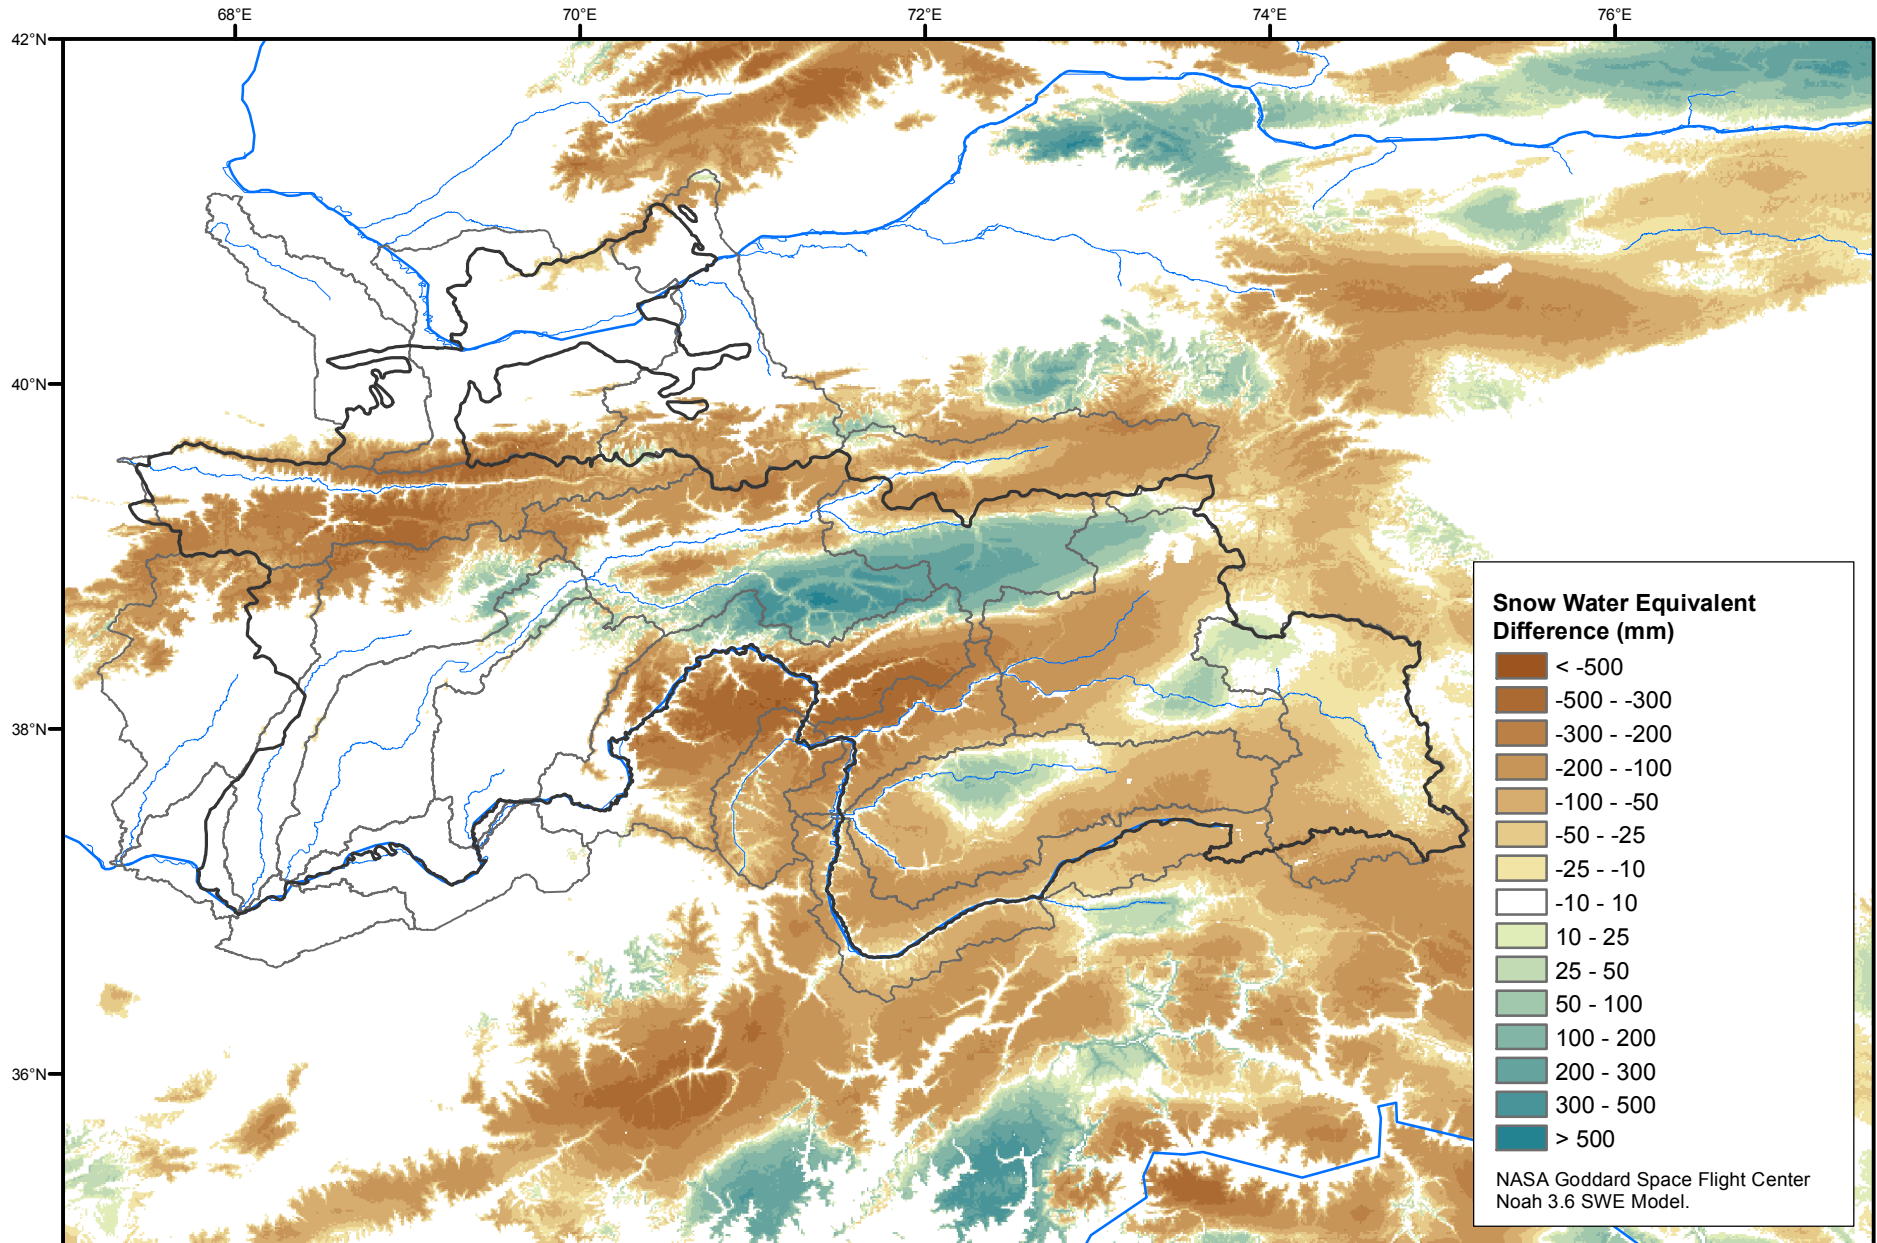 68°E
70°E
72°E
74°E
76°E
42°N
40°N
38°N
36°N
Snow Water Equivalent
Difference (mm)
< -500
-500 - -300
-300 - -200
-200 - -100
-100 - -50
-50 - -25
-25 - -10
-10 - 10
10 - 25
25 - 50
50 - 100
100 - 200
200 - 300
300 - 500
> 500
NASA Goddard Space Flight Center
Noah 3.6 SWE Model.